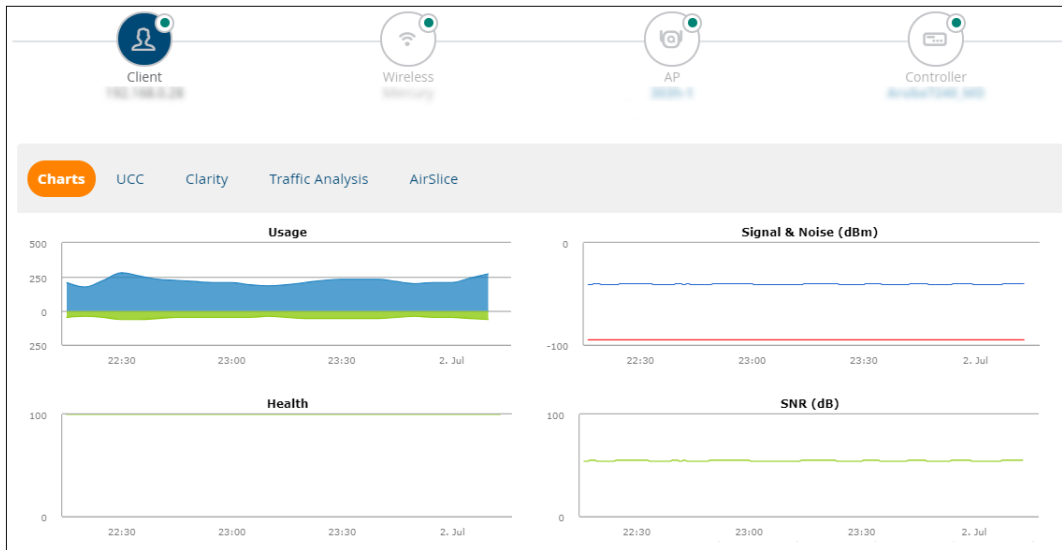 Client
Wireless
AP
Controller
Charts UCC Clarity Traffic Analysis AirSlice
Usage
500
250
0
250
22:30 23:00 23:30 2. Jul
Signal & Noise (dBm)
0
-100
22:30 23:00 23:30 2. Jul
Health
100
0
22:30 23:00 23:30 2. Jul
SNR (dB)
100
0
22:30 23:00 23:30 2. Jul